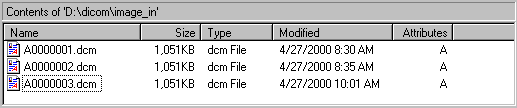 Contents of 'D:\dicom\image_in'
Name Size Type Modified Attributes
A0000001.dcm 1,051KB dcm File 4/27/2000 8:30 AM A
A0000002.dcm 1,051KB dcm File 4/27/2000 8:35 AM A
A0000003.dcm 1,051KB dcm File 4/27/2000 10:01 AM A